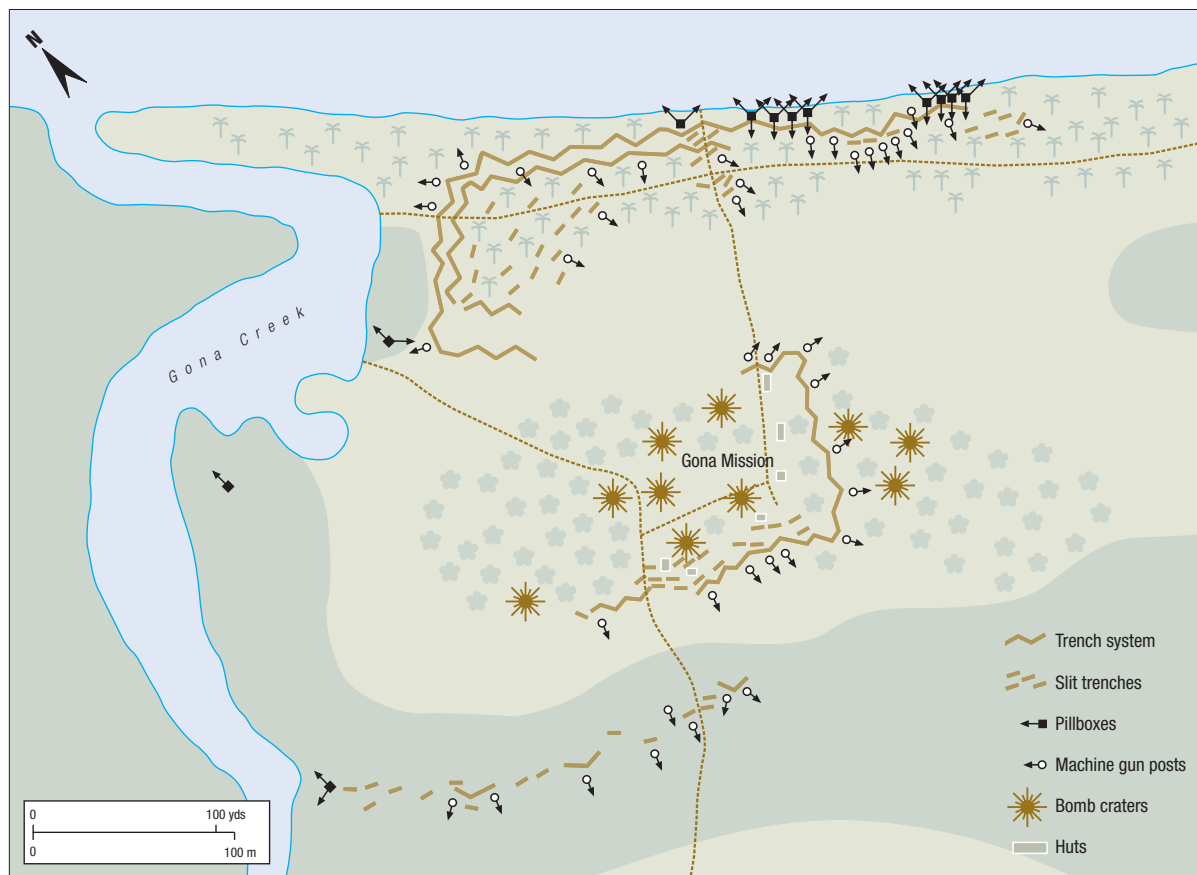 N
Gona Creek
Gona Mission
Trench system
Slit trenches
Pillboxes
Machine gun posts
Bomb craters
Huts
0 100 yds
0 100 m